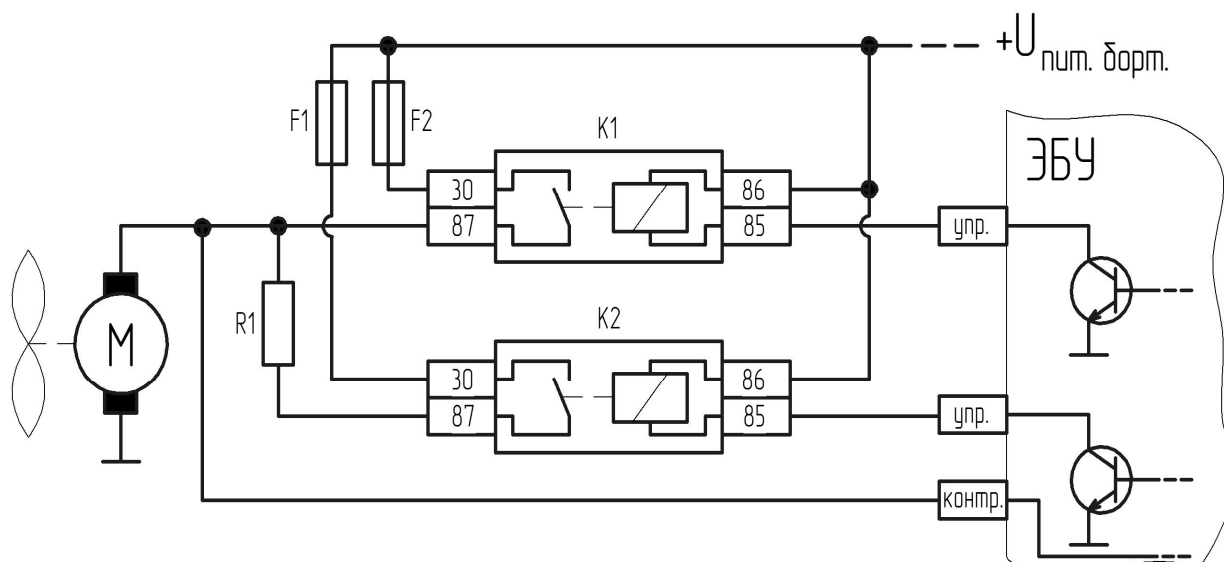 +U пит. борт.
F1
F2
K1
ЭБУ
30
86
87
85
упр.
M
R1
K2
30
86
87
85
упр.
контр.